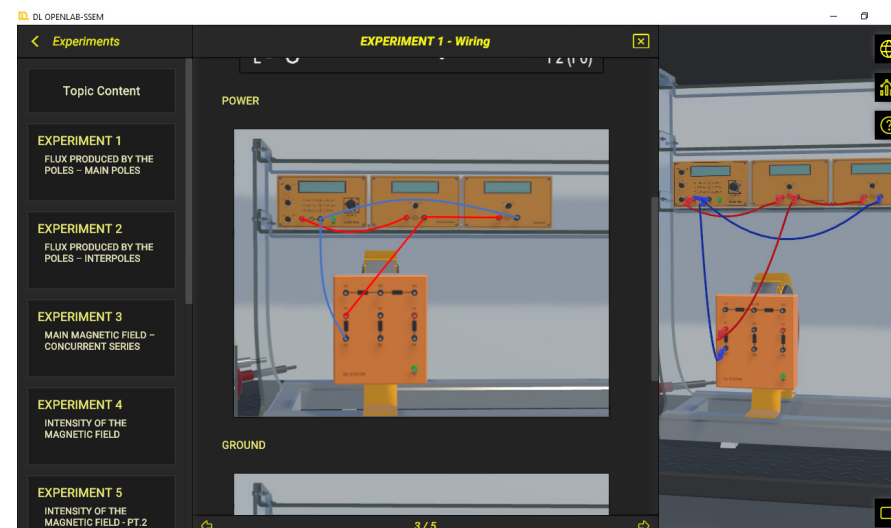 DL OPENLAB-SSEM
Experiments
EXPERIMENT 1 - Wiring
Topic Content
EXPERIMENT 1
FLUX PRODUCED BY THE
POLES – MAIN POLES
EXPERIMENT 2
FLUX PRODUCED BY THE
POLES – INTERPOLES
EXPERIMENT 3
MAIN MAGNETIC FIELD –
CONCURRENT SERIES
EXPERIMENT 4
INTENSITY OF THE
MAGNETIC FIELD
EXPERIMENT 5
INTENSITY OF THE
MAGNETIC FIELD - PT.2
POWER
GROUND
3/5